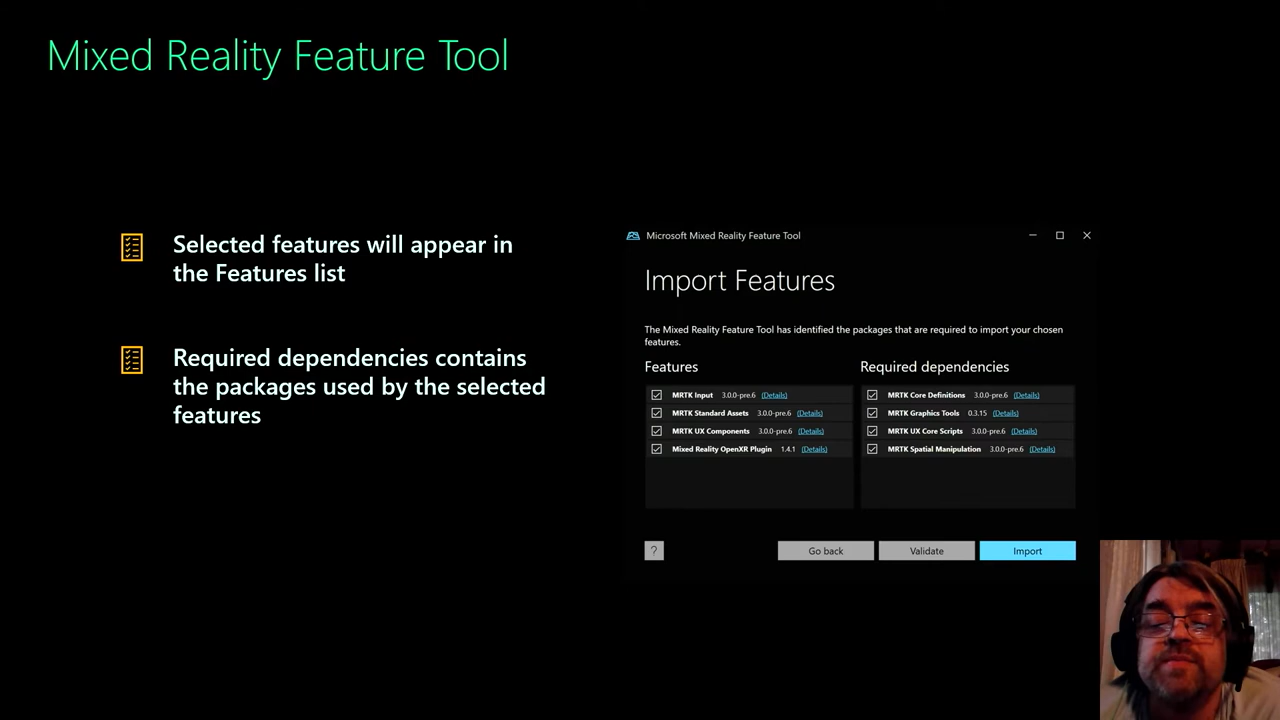 Mixed Reality Feature Tool
Selected features will appear in
the Features list
Required dependencies contains
the packages used by the selected
features
Microsoft Mixed Reality Feature Tool
Import Features
The Mixed Reality Feature Tool has identified the packages that are required to import your chosen
features.
Features
MRTK Input 3.0.0-pre.6 (Details)
MRTK Standard Assets 3.0.0-pre.6 (Details)
MRTK UX Components 3.0.0-pre.6 (Details)
Mixed Reality OpenXR Plugin 1.4.1 (Details)
Required dependencies
MRTK Core Definitions 3.0.0-pre.6 (Details)
MRTK Graphics Tools 0.3.15 (Details)
MRTK UX Core Scripts 3.0.0-pre.6 (Details)
MRTK Spatial Manipulation 3.0.0-pre.6 (Details)
? Go back Validate Import